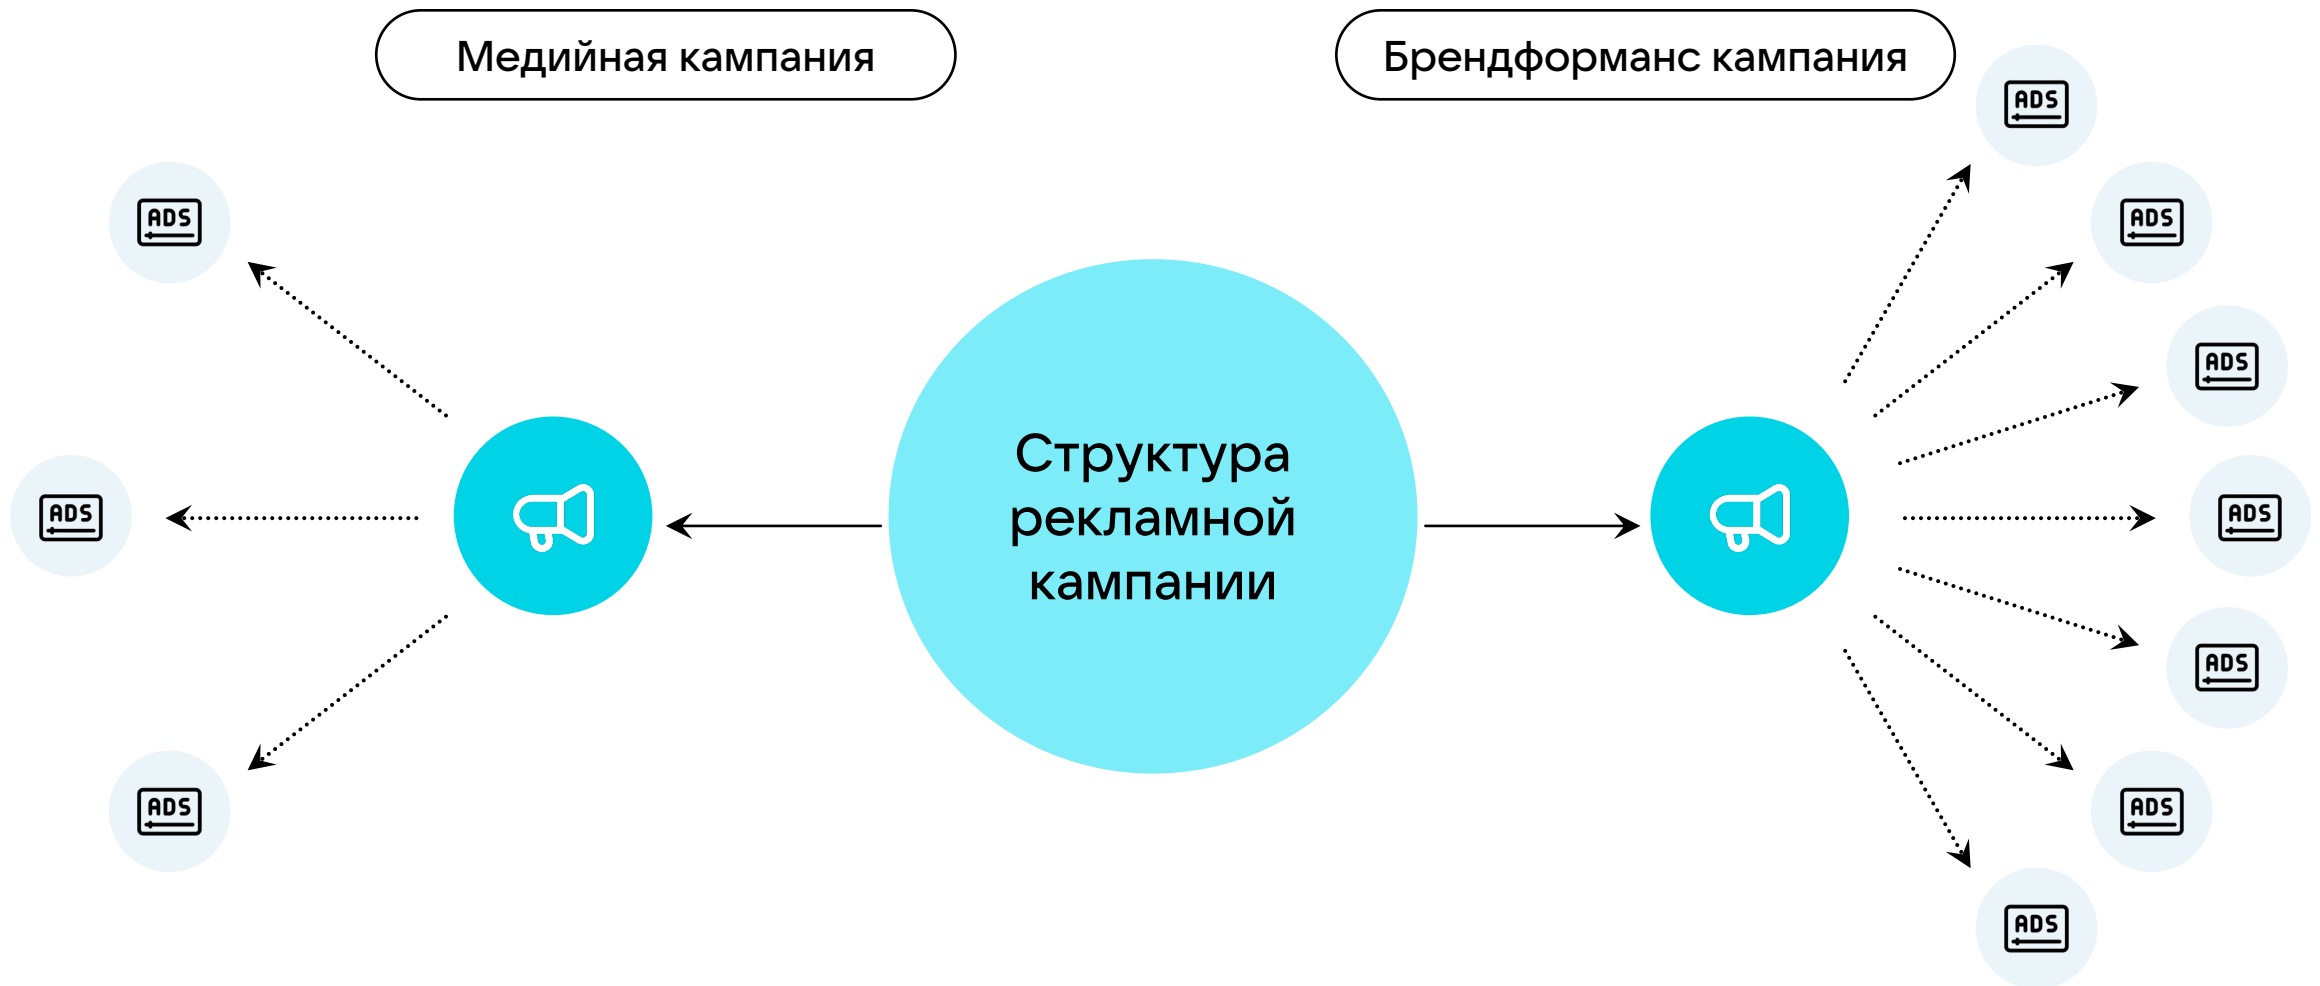 Медийная кампания
Брендформанс кампания
ADS
ADS
ADS
Структура
рекламной
кампании
ADS
ADS
ADS
ADS
ADS
ADS
ADS